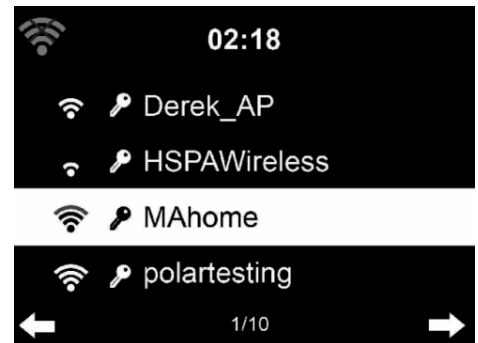 02:18
Derek_AP
HSPAWireless
MAhome
polartesting
1/10